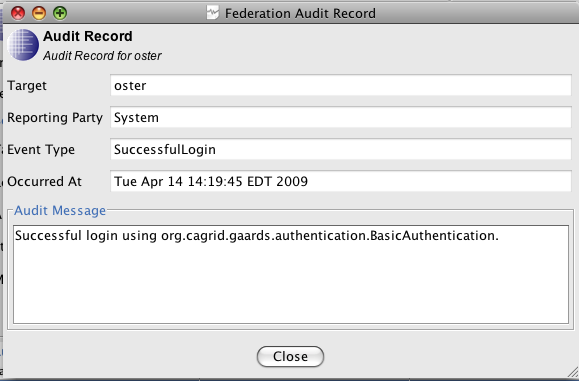 Federation Audit Record
Audit Record
Audit Record for oster
Target oster
Reporting Party System
Event Type SuccessfulLogin
Occurred At Tue Apr 14 14:19:45 EDT 2009
Audit Message
Successful login using org.cagrid.gaards.authentication.BasicAuthentication.
Close